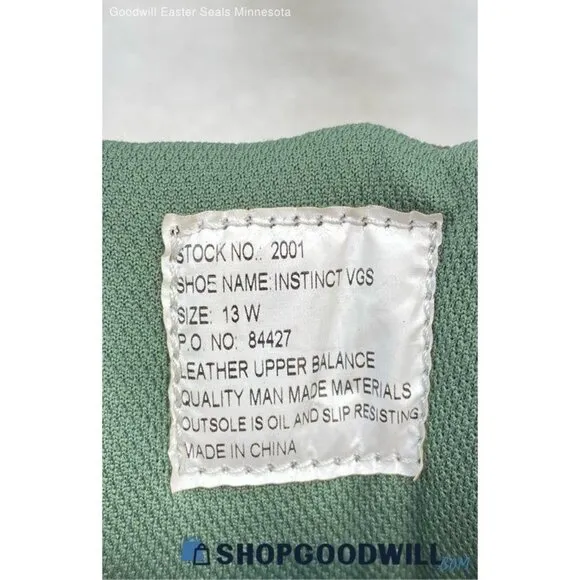 Goodwill Easter Seals Minnesota
STOCK NO.: 2001
SHOE NAME: INSTINCT VGS
SIZE: 13 W
P.O. NO: 84427
LEATHER UPPER BALANCE
QUALITY MAN MADE MATERIALS
OUTSOLE IS OIL AND SLIP RESISTING
MADE IN CHINA
SHOPGOODWILL.COM